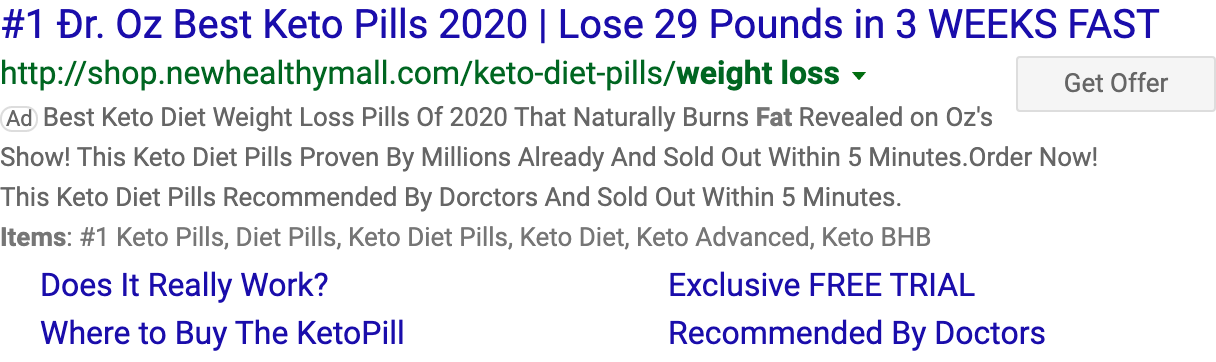 #1 Đr. Oz Best Keto Pills 2020 | Lose 29 Pounds in 3 WEEKS FAST
http://shop.newhealthymall.com/keto-diet-pills/weight loss
Get Offer
Ad Best Keto Diet Weight Loss Pills Of 2020 That Naturally Burns Fat Revealed on Oz's
Show! This Keto Diet Pills Proven By Millions Already And Sold Out Within 5 Minutes.Order Now!
This Keto Diet Pills Recommended By Dorctors And Sold Out Within 5 Minutes.
Items: #1 Keto Pills, Diet Pills, Keto Diet Pills, Keto Diet, Keto Advanced, Keto BHB
Does It Really Work?
Exclusive FREE TRIAL
Where to Buy The KetoPill
Recommended By Doctors